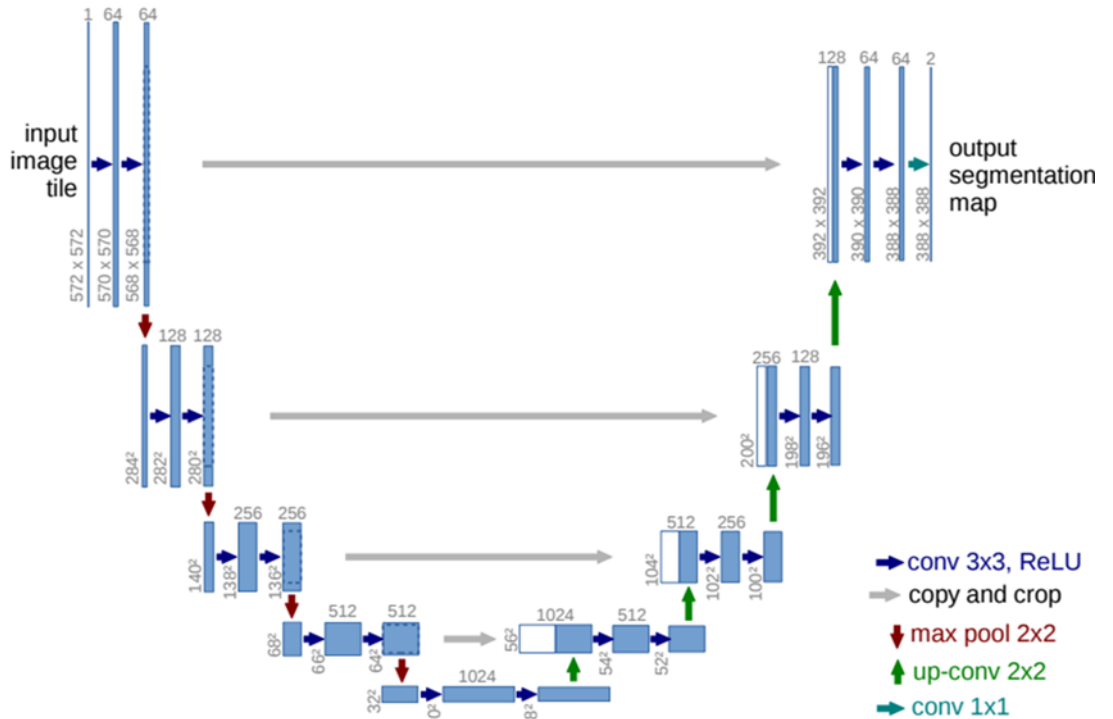 1
64
64
input
image
tile
572 x 572
570 x 570
568 x 568
128
64
64
2
output
segmentation
map
392 x 392
390 x 390
388 x 388
388 x 388
128
128
284²
282²
280²
256
128
200²
198²
196²
256
256
140²
138²
136²
512
256
104²
102²
100²
512
512
68²
66²
64²
1024
512
56²
54²
52²
1024
32²
0²
8²
conv 3x3, ReLU
copy and crop
max pool 2x2
up-conv 2x2
conv 1x1